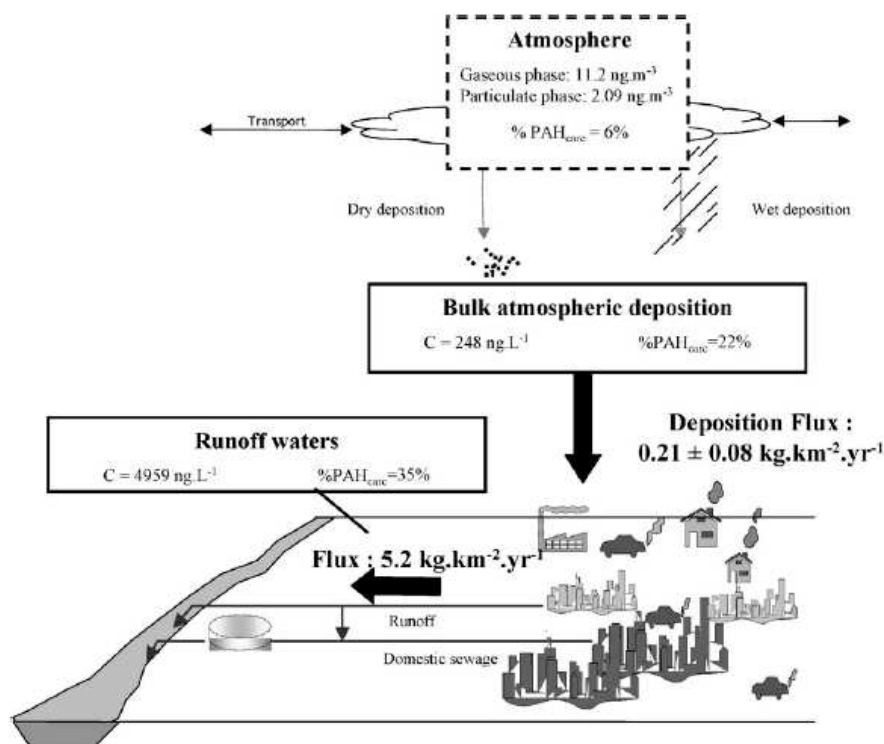 Atmosphere
Gaseous phase: 11.2 ng.m⁻³
Particulate phase: 2.09 ng.m⁻³
% PAHcarc = 6%
Transport
Dry deposition
Wet deposition
Bulk atmospheric deposition
C = 248 ng.L⁻¹ %PAHcarc=22%
Deposition Flux :
0.21 ± 0.08 kg.km⁻².yr⁻¹
Runoff waters
C = 4959 ng.L⁻¹ %PAHcarc=35%
Flux : 5.2 kg.km⁻².yr⁻¹
Runoff
Domestic sewage